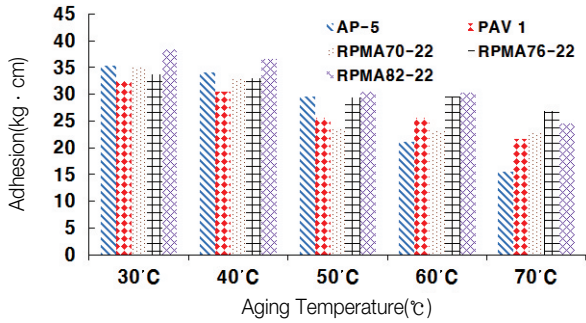 AP-5
PAV 1
RPMA70-22
RPMA76-22
RPMA82-22
Adhesion(kg · cm)
45
40
35
30
25
20
15
10
5
0
30℃ 40℃ 50℃ 60℃ 70℃
Aging Temperature(℃)